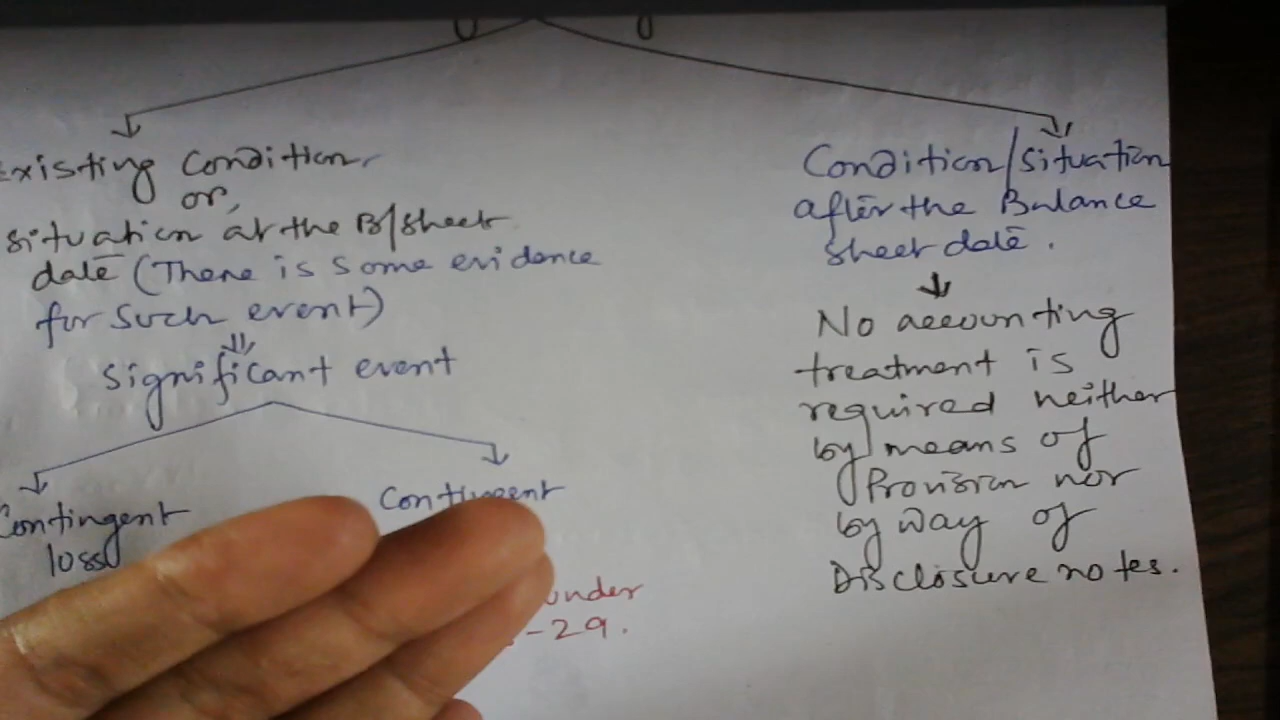 Existing Condition
or,
situation at the B/Sheet
date (There is some evidence
for such event)
Significant event
Contingent
loss
Contingent
under
-29.
Condition/situation
after the Balance
sheet date.
No accounting
treatment is
required neither
by means of
Provision nor
by way of
Disclosure notes.